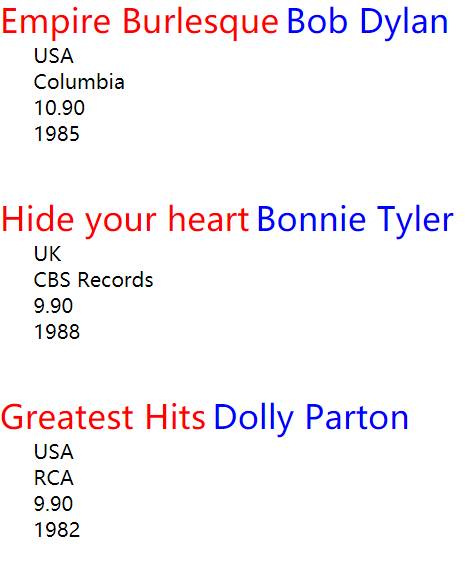 Empire Burlesque Bob Dylan
USA
Columbia
10.90
1985
Hide your heart Bonnie Tyler
UK
CBS Records
9.90
1988
Greatest Hits Dolly Parton
USA
RCA
9.90
1982